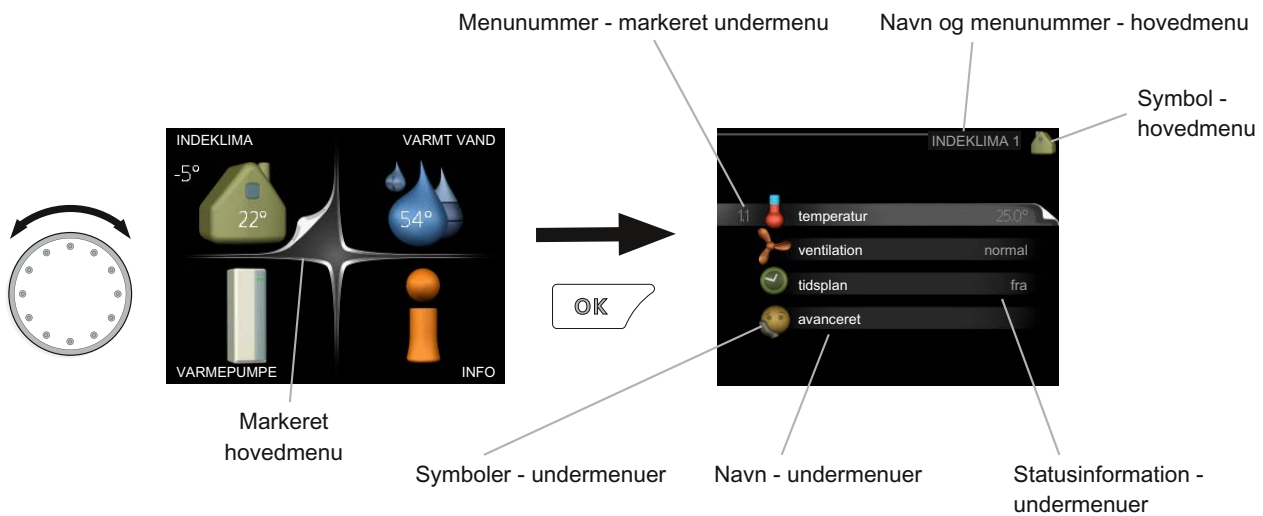 Menunummer - markeret undermenu
Navn og menunummer - hovedmenu
Symbol -
hovedmenu
INDEKLIMA
VARMT VAND
-5°
22°
54°
VARMEPUMPE
INFO
OK
INDEKLIMA 1
1.1 temperatur 25.0°
ventilation normal
tidsplan fra
avanceret
Markeret
hovedmenu
Symboler - undermenuer
Navn - undermenuer
Statusinformation -
undermenuer